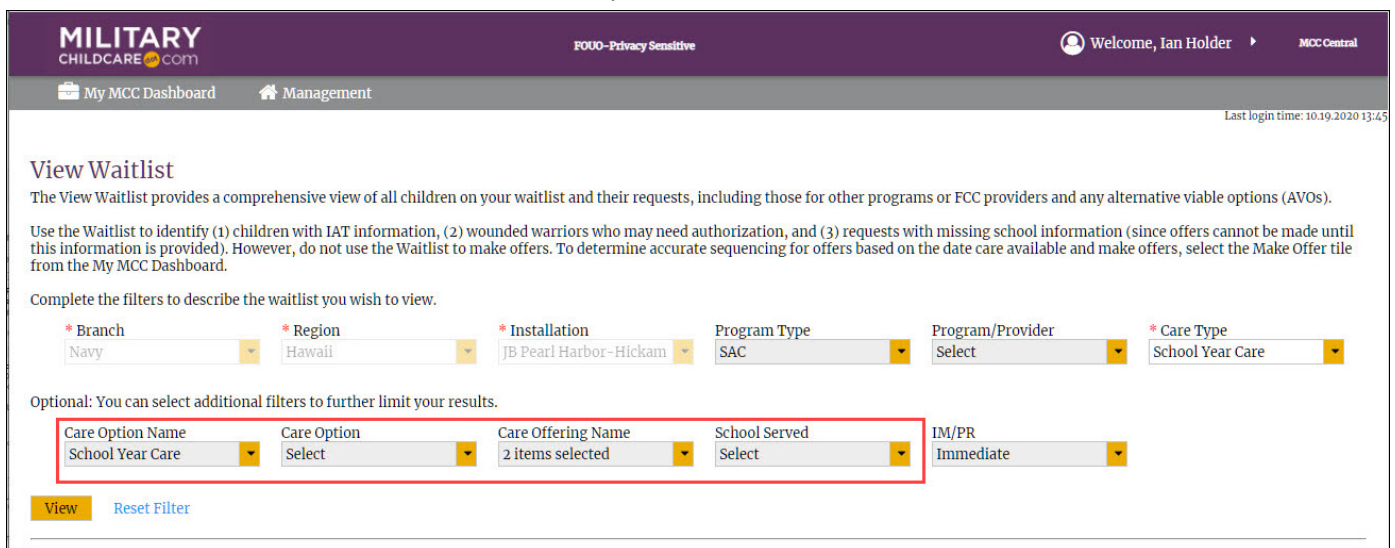 MILITARY
CHILDCARE.com
FOUO-Privacy Sensitive
Welcome, Ian Holder
MCC Central
My MCC Dashboard
Management
Last login time: 10.19.2020 13:45
View Waitlist
The View Waitlist provides a comprehensive view of all children on your waitlist and their requests, including those for other programs or FCC providers and any alternative viable options (AVOs).
Use the Waitlist to identify (1) children with IAT information, (2) wounded warriors who may need authorization, and (3) requests with missing school information (since offers cannot be made until
this information is provided). However, do not use the Waitlist to make offers. To determine accurate sequencing for offers based on the date care available and make offers, select the Make Offer tile
from the My MCC Dashboard.
Complete the filters to describe the waitlist you wish to view.
* Branch * Region * Installation Program Type Program/Provider * Care Type
Navy Hawaii JB Pearl Harbor-Hickam SAC Select School Year Care
Optional: You can select additional filters to further limit your results.
Care Option Name Care Option Care Offering Name School Served IM/PR
School Year Care Select 2 items selected Select Immediate
View Reset Filter